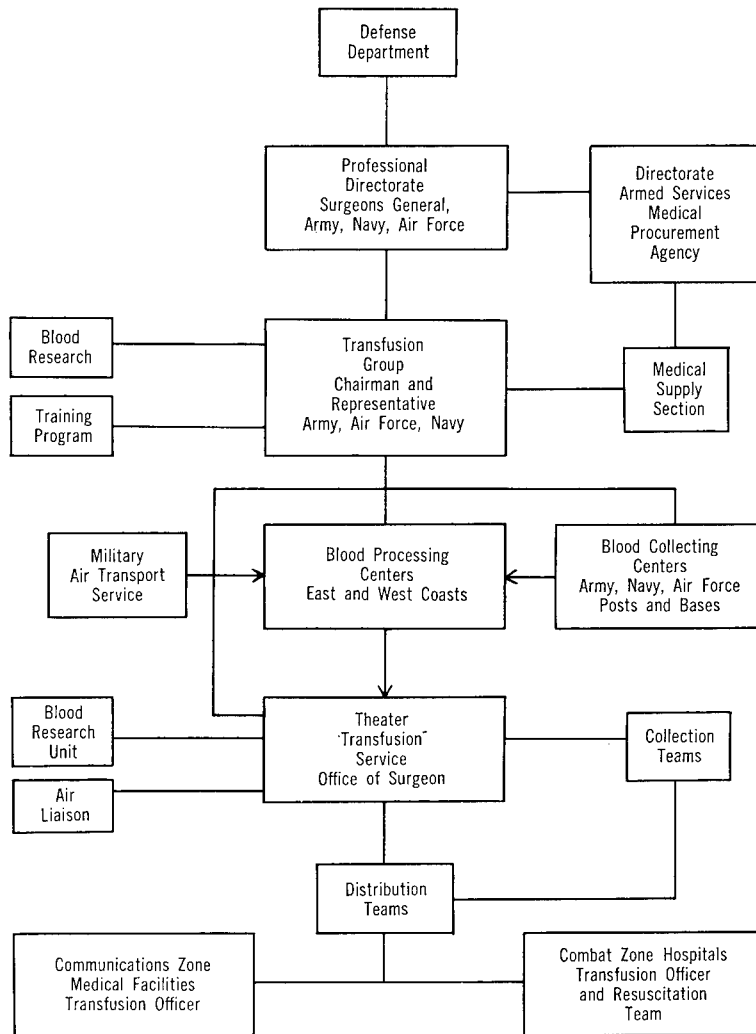 Defense
Department
Professional
Directorate
Surgeons General,
Army, Navy, Air Force
Directorate
Armed Services
Medical
Procurement
Agency
Blood
Research
Training
Program
Transfusion
Group
Chairman and
Representative
Army, Air Force, Navy
Medical
Supply
Section
Military
Air Transport
Service
Blood Processing
Centers
East and West Coasts
Blood Collecting
Centers
Army, Navy, Air Force
Posts and Bases
Blood
Research
Unit
Air
Liaison
Theater
"Transfusion"
Service
Office of Surgeon
Collection
Teams
Distribution
Teams
Communications Zone
Medical Facilities
Transfusion Officer
Combat Zone Hospitals
Transfusion Officer
and Resuscitation
Team